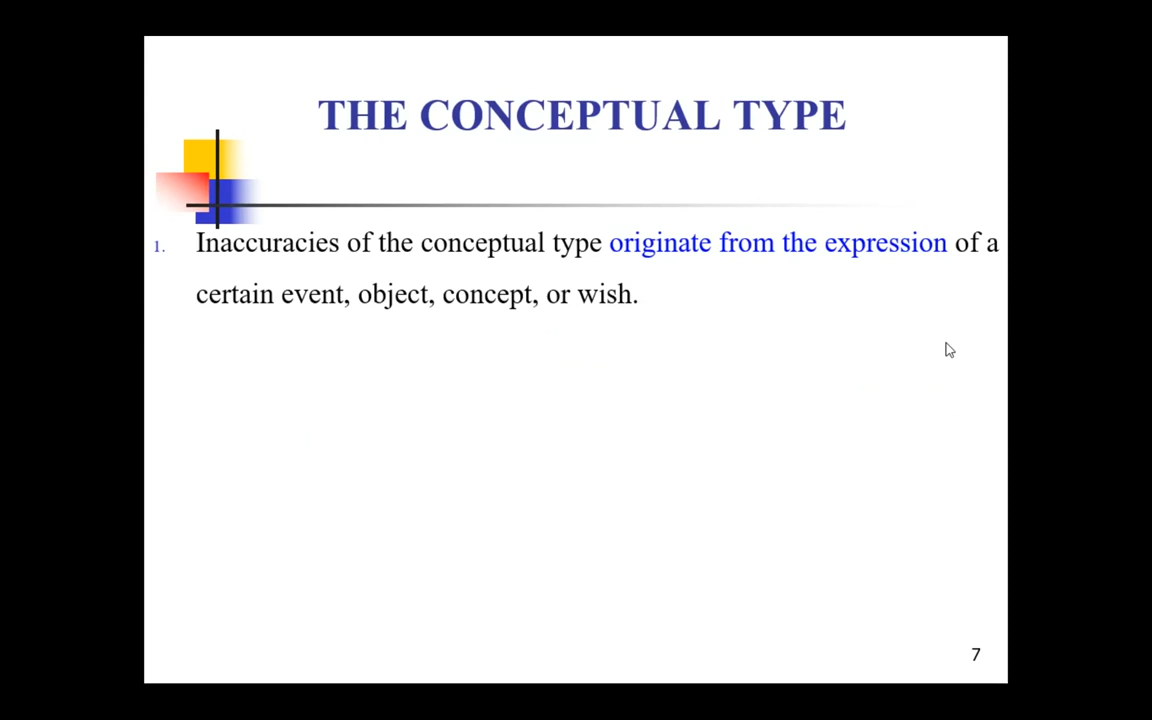 THE CONCEPTUAL TYPE
1. Inaccuracies of the conceptual type originate from the expression of a
certain event, object, concept, or wish.
7